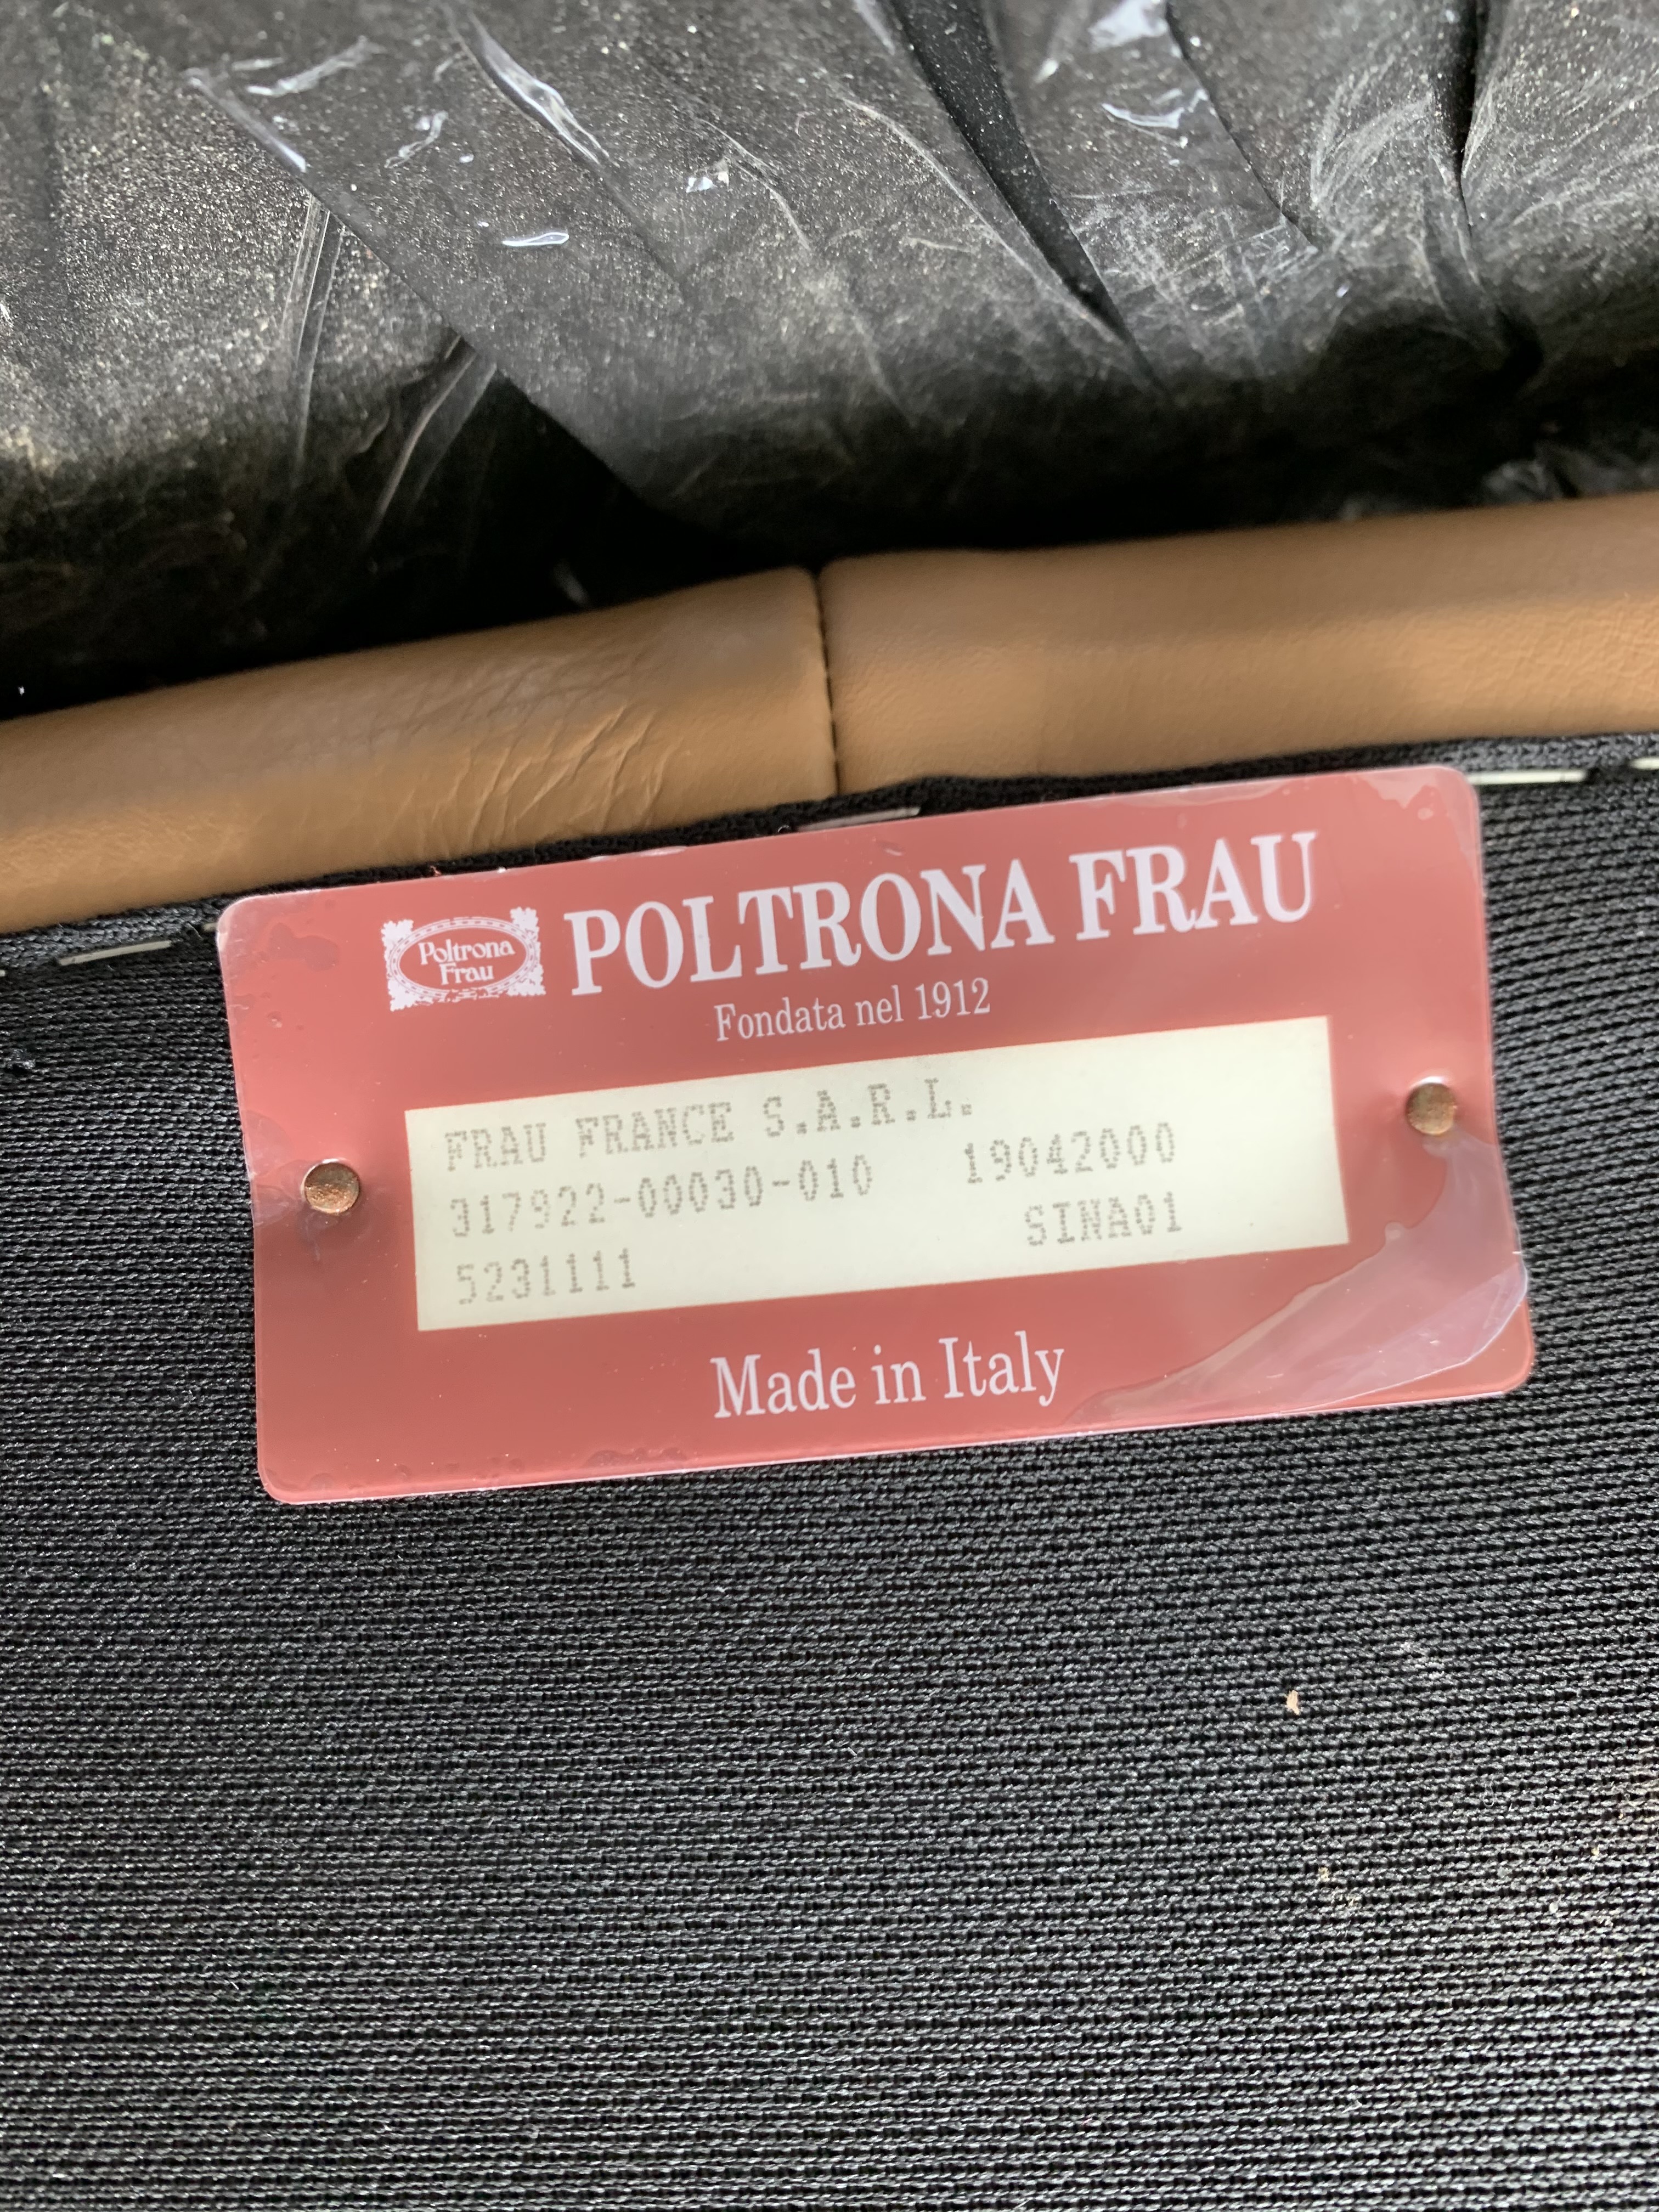 Poltrona
Frau
POLTRONA FRAU
Fondata nel 1912
FRAU FRANCE S.A.R.L.
317922-00030-010 19042000
5231111 SINA01
Made in Italy